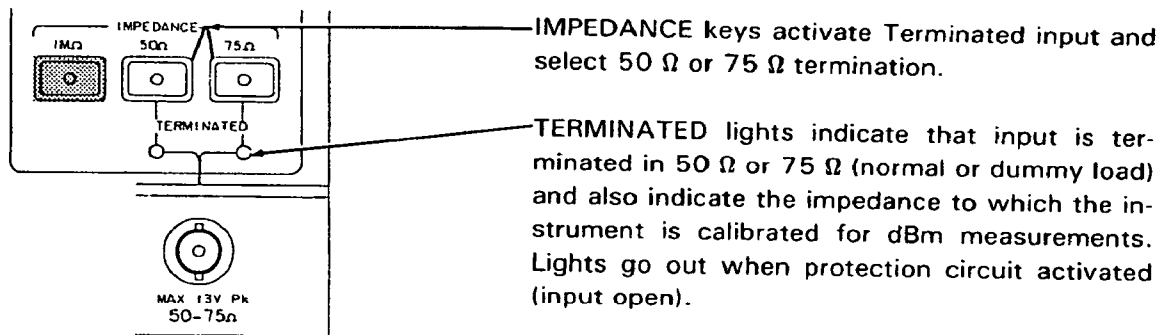 IMPEDANCE
1MΩ 50Ω 75Ω
TERMINATED
MAX 13V Pk
50-75Ω
IMPEDANCE keys activate Terminated input and
select 50 Ω or 75 Ω termination.
TERMINATED lights indicate that input is ter-
minated in 50 Ω or 75 Ω (normal or dummy load)
and also indicate the impedance to which the in-
strument is calibrated for dBm measurements.
Lights go out when protection circuit activated
(input open).